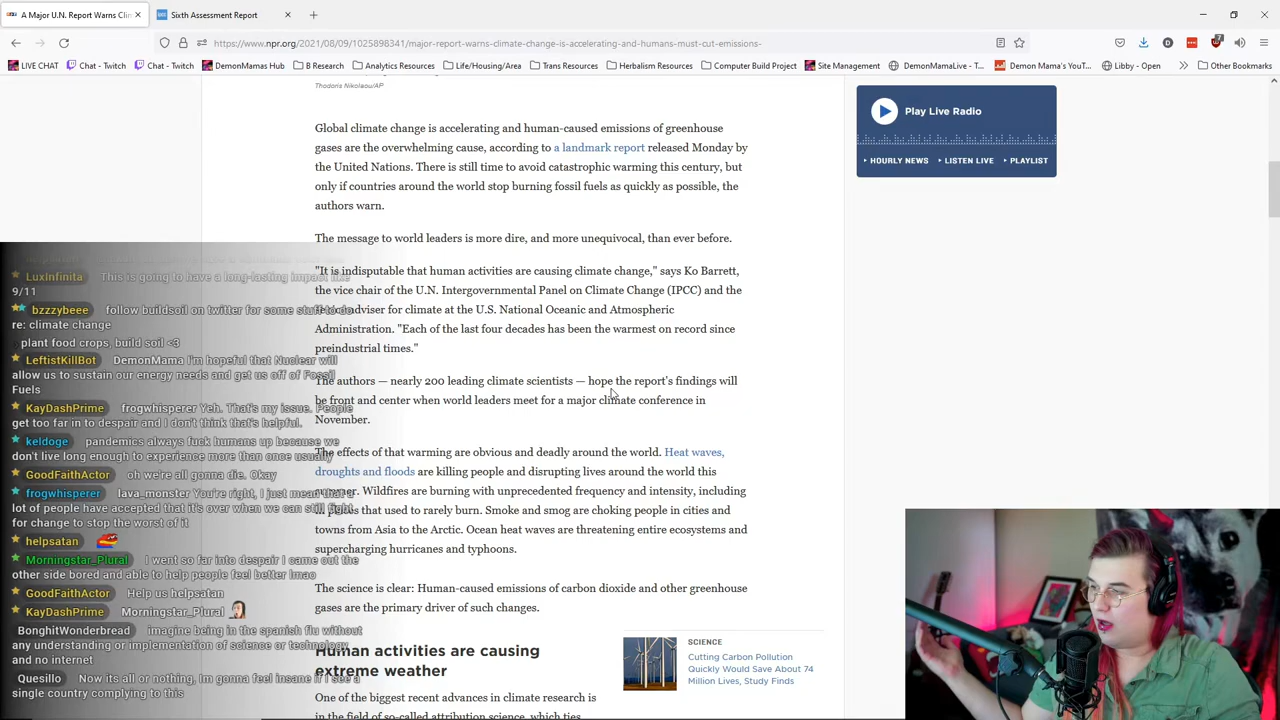 A Major U.N. Report Warns Clim
Sixth Assessment Report
https://www.npr.org/2021/08/09/1025898341/major-report-warns-climate-change-is-accelerating-and-humans-must-cut-emissions-
7
LIVE CHAT
Chat - Twitch
Chat - Twitch
DemonMamas Hub
B Research
Analytics Resources
Life/Housing/Area
Trans Resources
Herbalism Resources
Computer Build Project
Site Management
DemonMamaLive - T...
Demon Mama's YouT...
Libby - Open
Other Bookmarks
Thodoris Nikolaou/AP
Global climate change is accelerating and human-caused emissions of greenhouse
gases are the overwhelming cause, according to a landmark report released Monday by
the United Nations. There is still time to avoid catastrophic warming this century, but
only if countries around the world stop burning fossil fuels as quickly as possible, the
authors warn.
The message to world leaders is more dire, and more unequivocal, than ever before.
"It is indisputable that human activities are causing climate change," says Ko Barrett,
the vice chair of the U.N. Intergovernmental Panel on Climate Change (IPCC) and the
adviser for climate at the U.S. National Oceanic and Atmospheric
Administration. "Each of the last four decades has been the warmest on record since
preindustrial times."
The authors — nearly 200 leading climate scientists — hope the report's findings will
be front and center when world leaders meet for a major climate conference in
November.
The effects of that warming are obvious and deadly around the world. Heat waves,
droughts and floods are killing people and disrupting lives around the world this
summer. Wildfires are burning with unprecedented frequency and intensity, including
in places that used to rarely burn. Smoke and smog are choking people in cities and
towns from Asia to the Arctic. Ocean heat waves are threatening entire ecosystems and
supercharging hurricanes and typhoons.
The science is clear: Human-caused emissions of carbon dioxide and other greenhouse
gases are the primary driver of such changes.
Human activities are causing
extreme weather
One of the biggest recent advances in climate research is
in the field of so-called attribution science, which ties
SCIENCE
Cutting Carbon Pollution
Quickly Would Save About 74
Million Lives, Study Finds
Play Live Radio
HOURLY NEWS
LISTEN LIVE
PLAYLIST
LuxInfinita This is going to have a long-lasting impact like
9/11
bzzzybeee follow buildsoil on twitter for some stuff to do
re: climate change
plant food crops, build soil <3
LeftistKillBot DemonMama I'm hopeful that Nuclear will
allow us to sustain our energy needs and get us off of Fossil
Fuels
KayDashPrime frogwhisperer Yeh. That's my issue. People
get too far in to despair and I don't think that's helpful.
keldoge pandemics always fuck humans up because we
don't live long enough to experience more than once usually
GoodFaithActor oh we're all gonna die. Okay
frogwhisperer lava_monster You're right, I just mean that a
lot of people have accepted that it's over when we can still fight
for change to stop the worst of it
helpsatan
Morningstar_Plural I went so far into despair I came out the
other side bored and able to help people feel better lmao
GoodFaithActor Help us helpsatan
KayDashPrime Morningstar_Plural
BonghitWonderbread imagine being in the spanish flu without
any understanding or implementation of science or technology
and no internet
Quesillo Now its all or nothing, Im gonna feel insane if I see a
single country complying to this